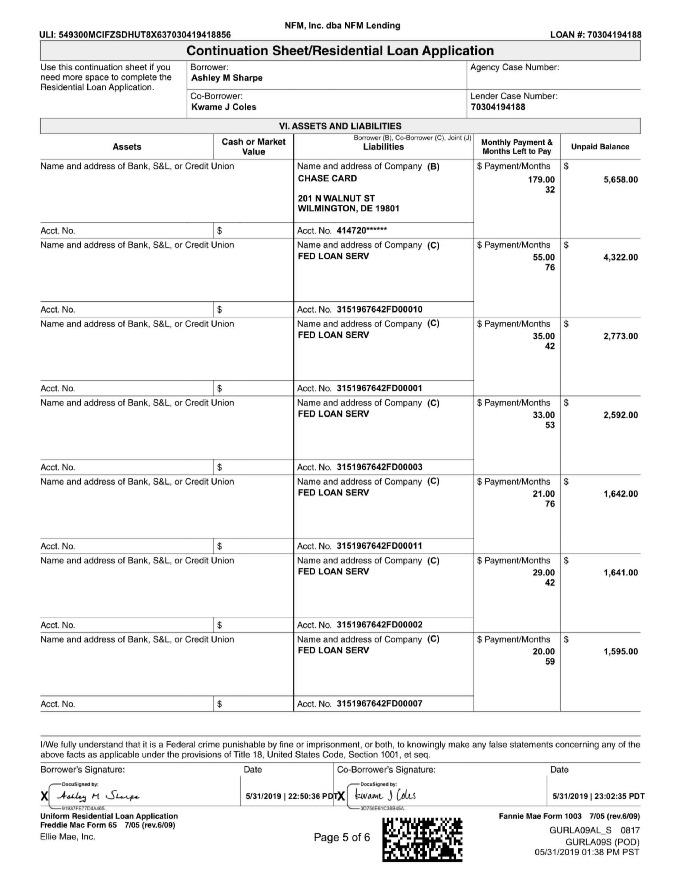 NFM, Inc. dba NFM Lending
ULI: 549300MCIFZSDHUT8X637030419418856 LOAN #: 70304194188
Continuation Sheet/Residential Loan Application
Use this continuation sheet if you need more space to complete the Residential Loan Application.
Borrower:
Ashley M Sharpe
Agency Case Number:
Co-Borrower:
Kwame J Coles
Lender Case Number:
70304194188
VI. ASSETS AND LIABILITIES
Assets
Cash or Market Value
Borrower (B), Co-Borrower (C), Joint (J)
Liabilities
Monthly Payment & Months Left to Pay
Unpaid Balance
Name and address of Bank, S&L, or Credit Union
Name and address of Company (B)
CHASE CARD
201 N WALNUT ST
WILMINGTON, DE 19801
$ Payment/Months
179.00
32
$
5,658.00
Acct. No. $ Acct. No. 414720******
Name and address of Bank, S&L, or Credit Union
Name and address of Company (C)
FED LOAN SERV
$ Payment/Months
55.00
76
$
4,322.00
Acct. No. $ Acct. No. 3151967642FD00010
Name and address of Bank, S&L, or Credit Union
Name and address of Company (C)
FED LOAN SERV
$ Payment/Months
35.00
42
$
2,773.00
Acct. No. $ Acct. No. 3151967642FD00001
Name and address of Bank, S&L, or Credit Union
Name and address of Company (C)
FED LOAN SERV
$ Payment/Months
33.00
53
$
2,592.00
Acct. No. $ Acct. No. 3151967642FD00003
Name and address of Bank, S&L, or Credit Union
Name and address of Company (C)
FED LOAN SERV
$ Payment/Months
21.00
76
$
1,642.00
Acct. No. $ Acct. No. 3151967642FD00011
Name and address of Bank, S&L, or Credit Union
Name and address of Company (C)
FED LOAN SERV
$ Payment/Months
29.00
42
$
1,641.00
Acct. No. $ Acct. No. 3151967642FD00002
Name and address of Bank, S&L, or Credit Union
Name and address of Company (C)
FED LOAN SERV
$ Payment/Months
20.00
59
$
1,595.00
Acct. No. $ Acct. No. 3151967642FD00007
I/We fully understand that it is a Federal crime punishable by fine or imprisonment, or both, to knowingly make any false statements concerning any of the
above facts as applicable under the provisions of Title 18, United States Code, Section 1001, et seq.
Borrower's Signature: Date Co-Borrower's Signature: Date
DocuSigned by: DocuSigned by:
X Ashley M Sharpe 5/31/2019 | 22:50:36 PDT X Kwame J Coles 5/31/2019 | 23:02:35 PDT
Uniform Residential Loan Application
Freddie Mac Form 65 7/05 (rev.6/09)
Fannie Mae Form 1003 7/05 (rev.6/09)
Ellie Mae, Inc.
Page 5 of 6
GURLA09AL_S 0817
GURLA09S (POD)
05/31/2019 01:38 PM PST